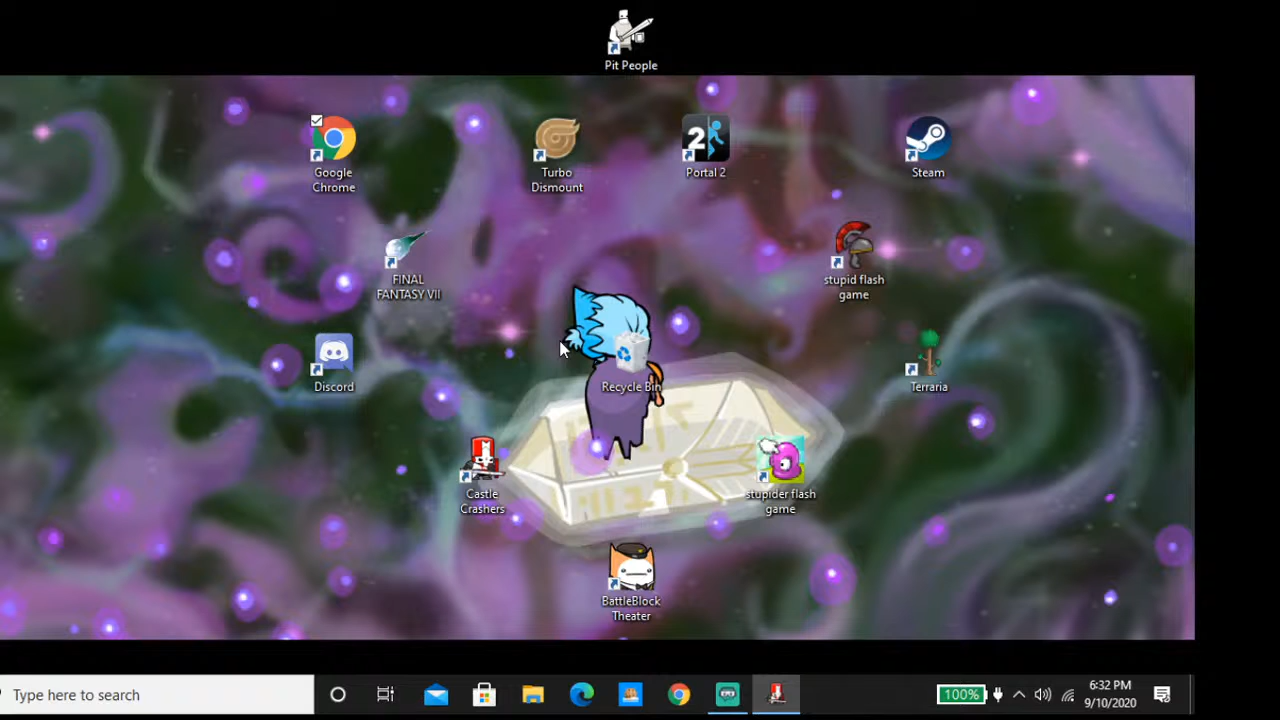 Pit People
Google
Chrome
Turbo
Dismount
2
Portal 2
Steam
FINAL
FANTASY VII
stupid flash
game
Discord
Recycle Bin
Terraria
Castle
Crashers
stupider flash
game
BattleBlock
Theater
Type here to search
100%
6:32 PM
9/10/2020